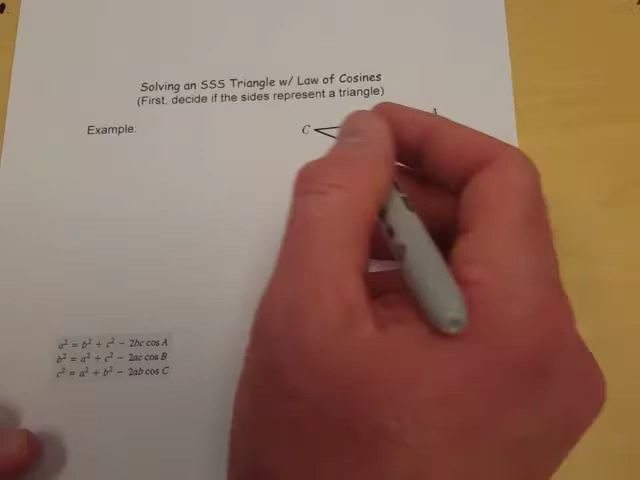 Solving an SSS Triangle w/ Law of Cosines
(First, decide if the sides represent a triangle)
A
Example:
C
a² = b² + c² − 2bc cos A
b² = a² + c² − 2ac cos B
c² = a² + b² − 2ab cos C